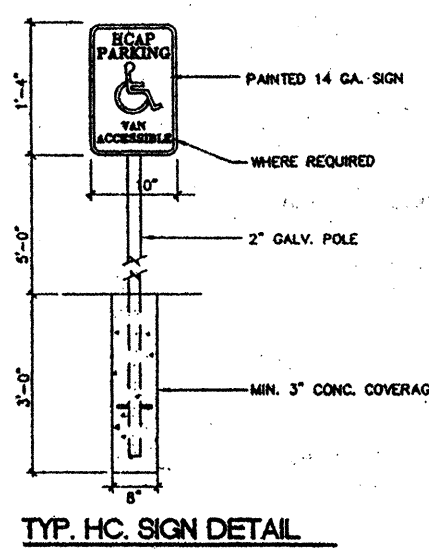 HCAP
PARKING
VAN
ACCESSIBLE
PAINTED 14 GA. SIGN
WHERE REQUIRED
2" GALV. POLE
MIN. 3" CONC. COVERAG
1'-4"
10"
5'-0"
3'-0"
8"
TYP. HC. SIGN DETAIL